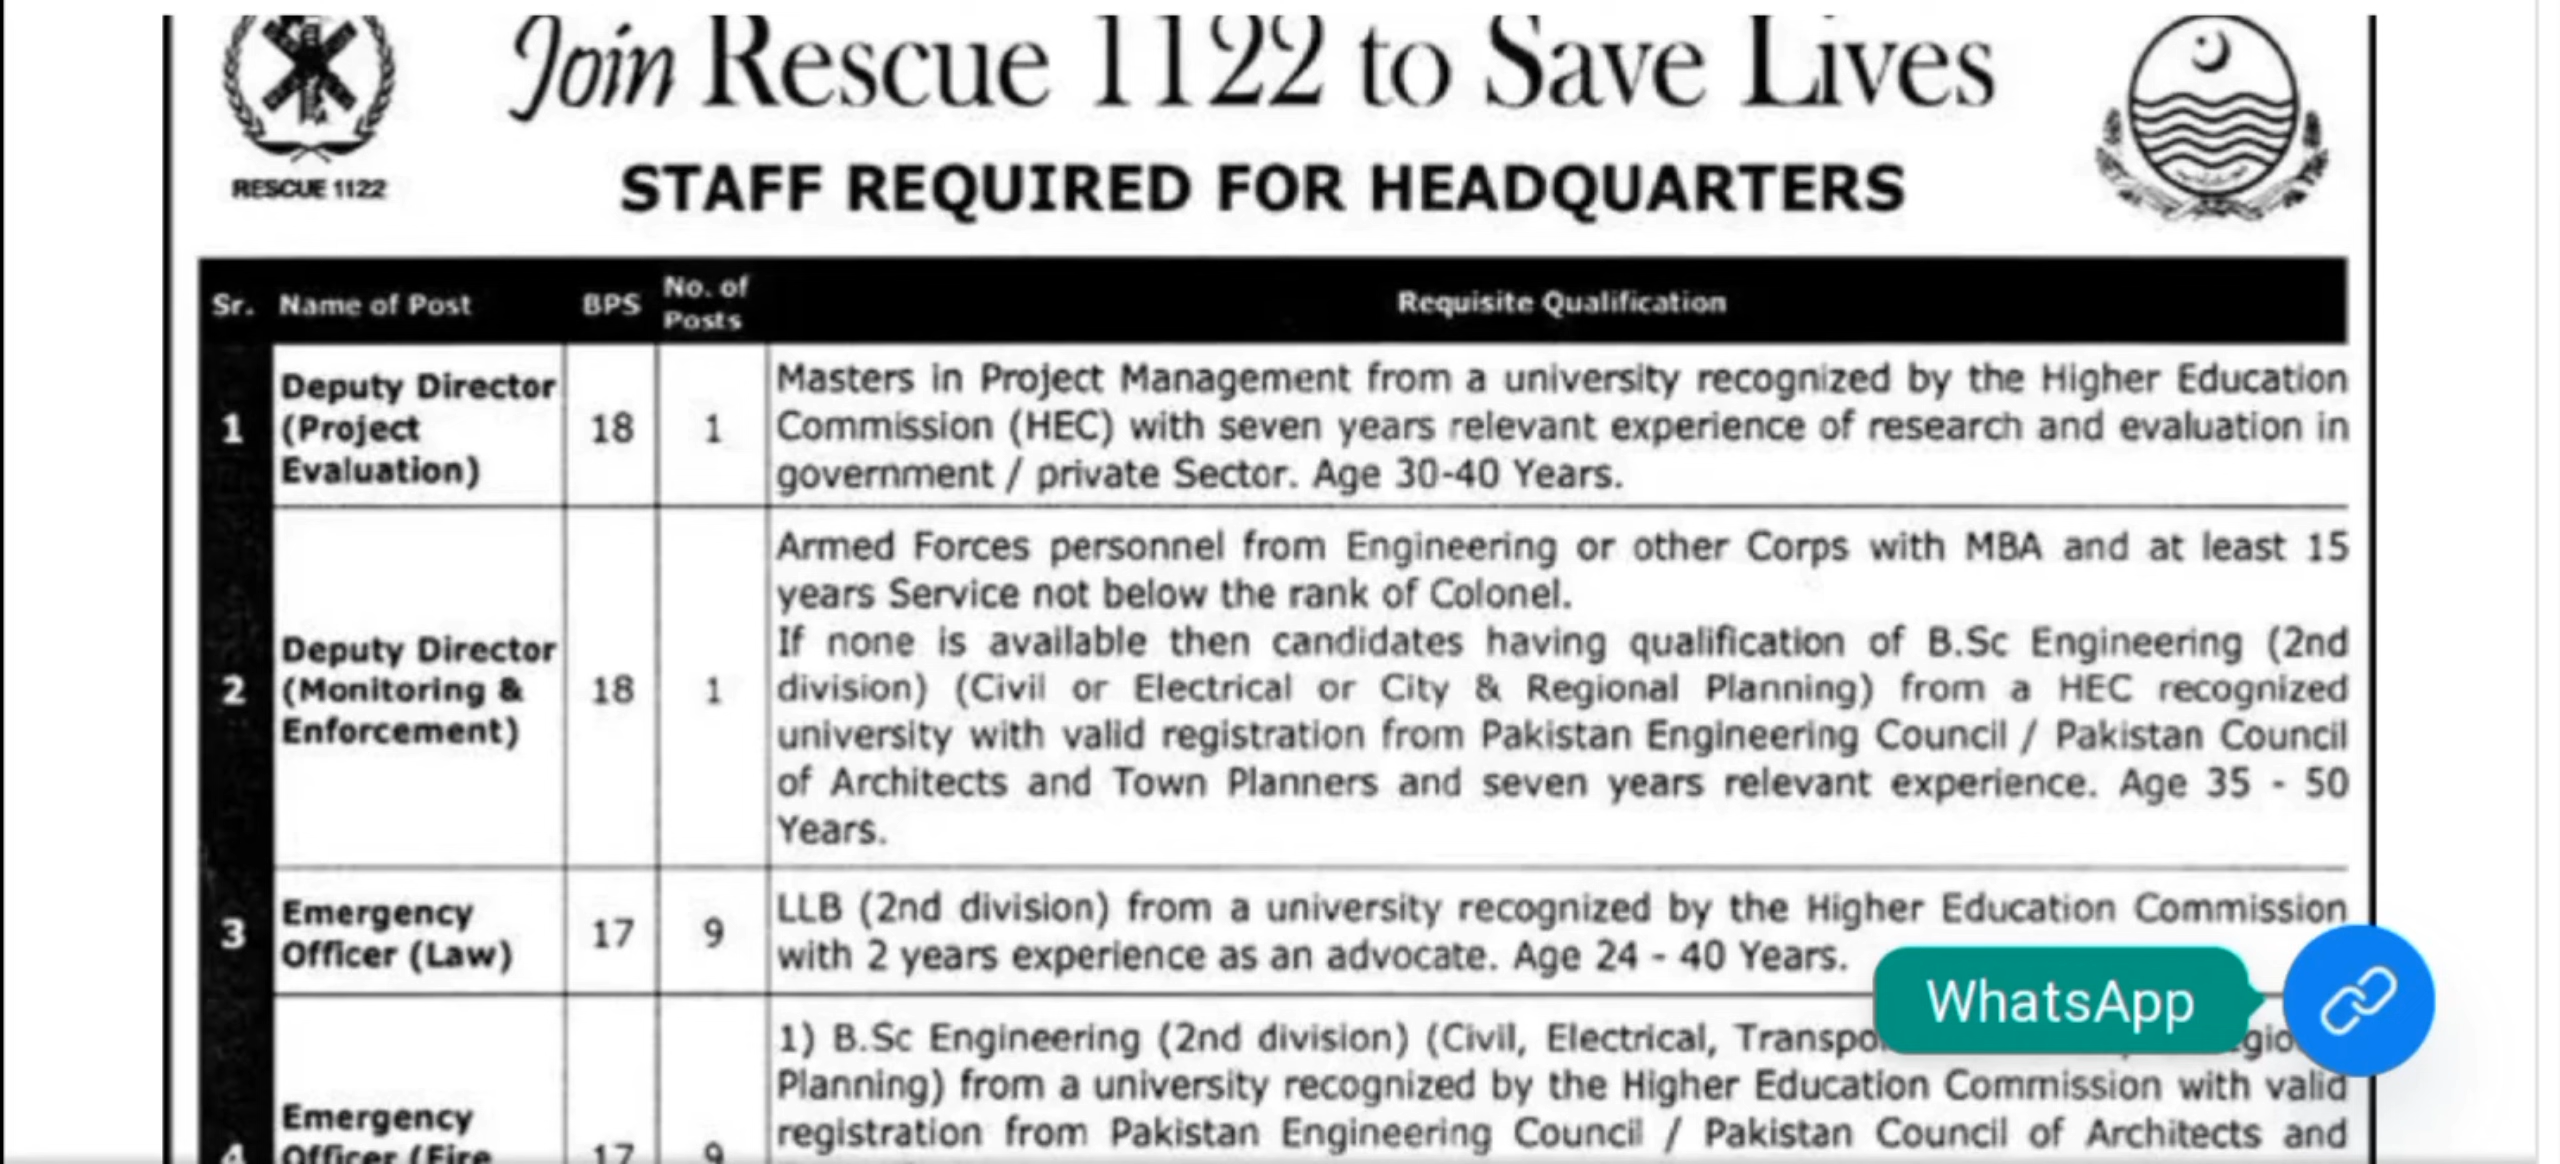 Join Rescue 1122 to Save Lives
RESCUE 1122
STAFF REQUIRED FOR HEADQUARTERS
Sr. Name of Post BPS No. of Posts Requisite Qualification
1 Deputy Director (Project Evaluation) 18 1
Masters in Project Management from a university recognized by the Higher Education
Commission (HEC) with seven years relevant experience of research and evaluation in
government / private Sector. Age 30-40 Years.
2 Deputy Director (Monitoring & Enforcement) 18 1
Armed Forces personnel from Engineering or other Corps with MBA and at least 15
years Service not below the rank of Colonel.
If none is available then candidates having qualification of B.Sc Engineering (2nd
division) (Civil or Electrical or City & Regional Planning) from a HEC recognized
university with valid registration from Pakistan Engineering Council / Pakistan Council
of Architects and Town Planners and seven years relevant experience. Age 35 - 50
Years.
3 Emergency Officer (Law) 17 9
LLB (2nd division) from a university recognized by the Higher Education Commission
with 2 years experience as an advocate. Age 24 - 40 Years.
WhatsApp
4 Emergency Officer (Fire 17 9
1) B.Sc Engineering (2nd division) (Civil, Electrical,
Planning) from a university recognized by the Higher Education Commission with valid
registration from Pakistan Engineering Council / Pakistan Council of Architects and